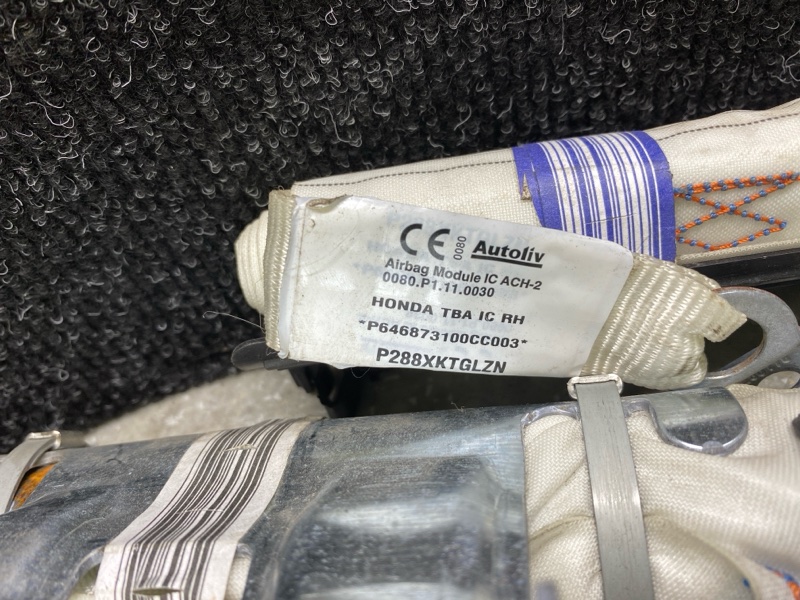 CE 0080 Autoliv
Airbag Module IC ACH-2
0080.P1.11.0030
HONDA TBA IC RH
*P646873100CC003*
P288XKTGLZN